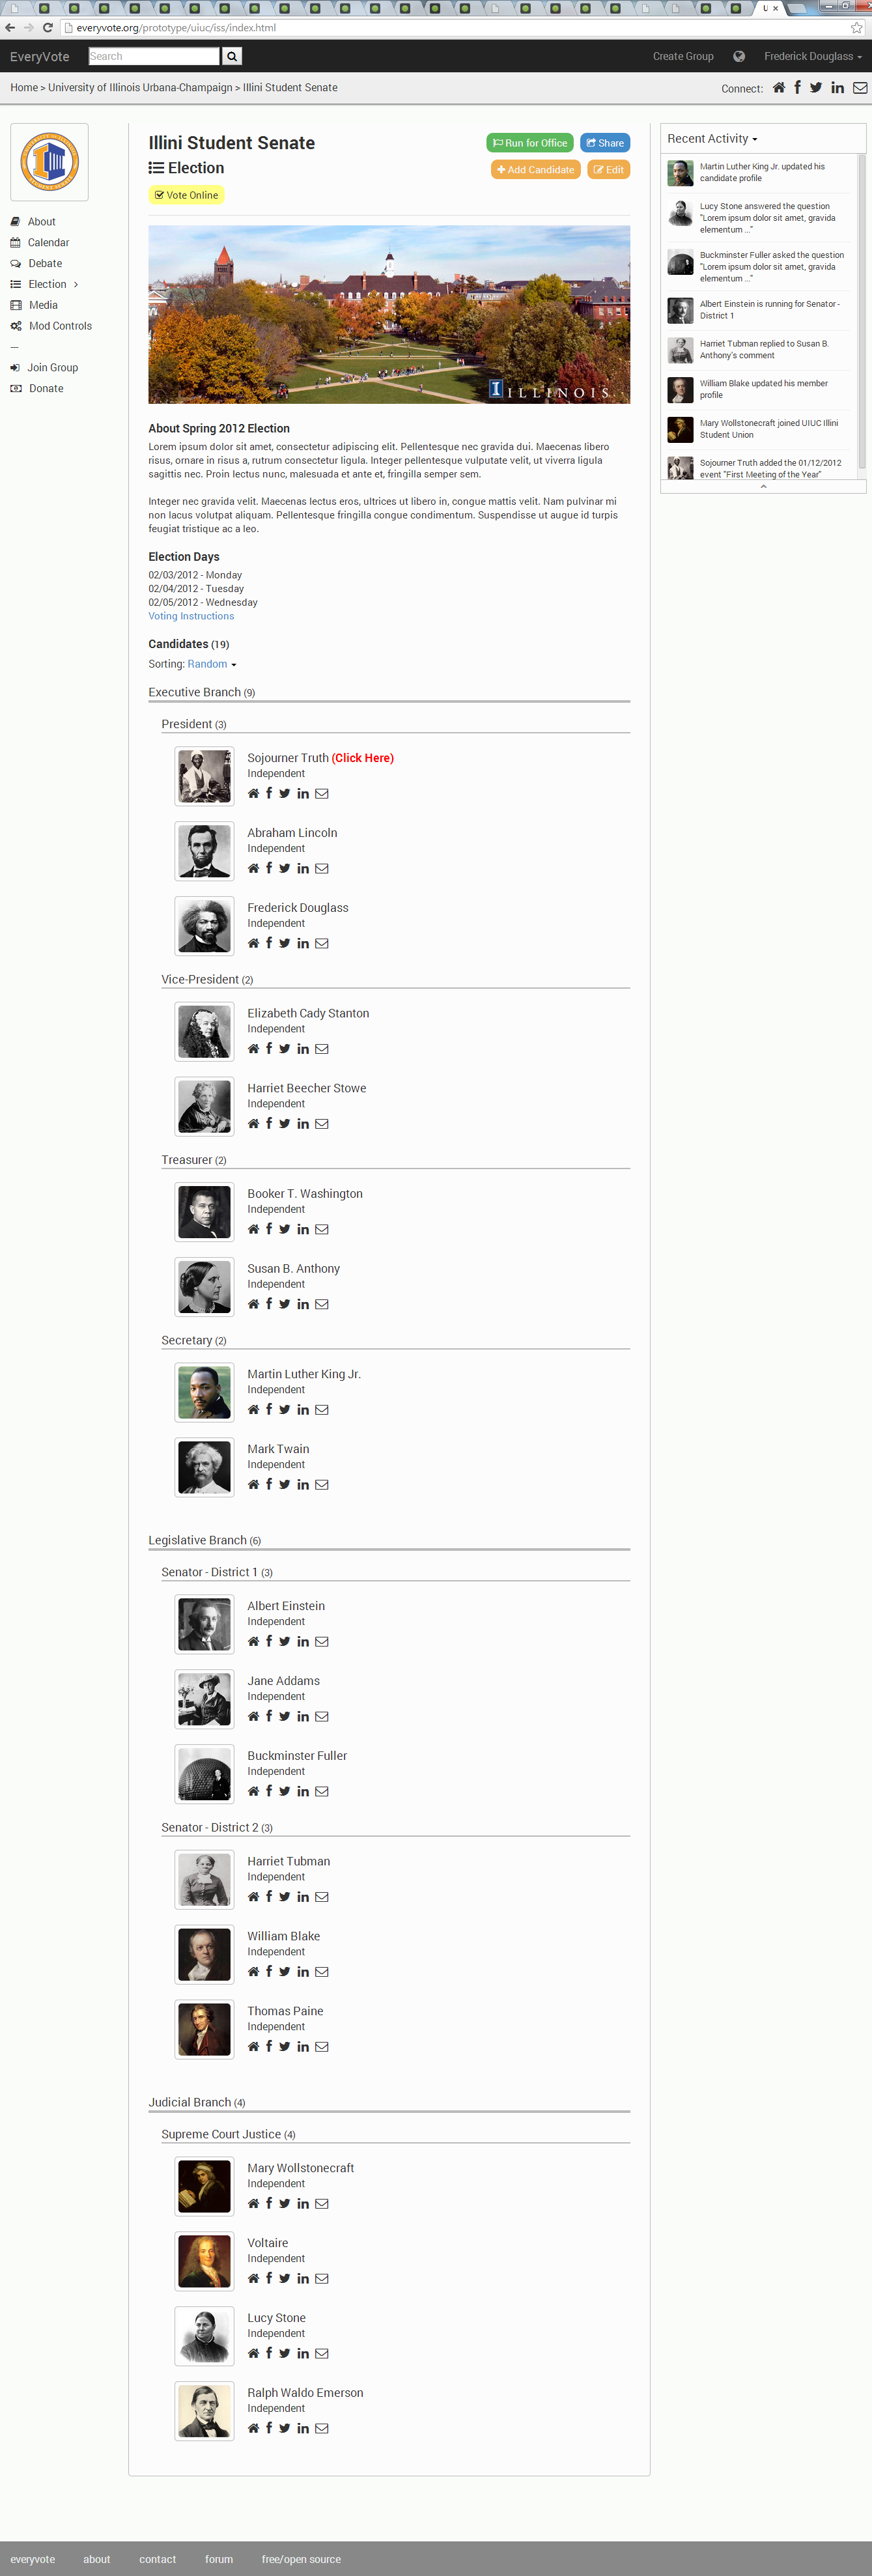 U
everyvote.org/prototype/uiuc/iss/index.html
EveryVote
Search
Create Group
Frederick Douglass
Home > University of Illinois Urbana-Champaign > Illini Student Senate
Connect:
About
Calendar
Debate
Election
Media
Mod Controls
—
Join Group
Donate
Illini Student Senate
Run for Office
Share
Election
Add Candidate
Edit
Vote Online
I ILLINOIS
About Spring 2012 Election
Lorem ipsum dolor sit amet, consectetur adipiscing elit. Pellentesque nec gravida dui. Maecenas libero
risus, ornare in risus a, rutrum consectetur ligula. Integer pellentesque vulputate velit, ut viverra ligula
sagittis nec. Proin lectus nunc, malesuada et ante et, fringilla semper sem.
Integer nec gravida velit. Maecenas lectus eros, ultrices ut libero in, congue mattis velit. Nam pulvinar mi
non lacus volutpat aliquam. Pellentesque fringilla congue condimentum. Suspendisse ut augue id turpis
feugiat tristique ac a leo.
Election Days
02/03/2012 - Monday
02/04/2012 - Tuesday
02/05/2012 - Wednesday
Voting Instructions
Candidates (19)
Sorting: Random
Executive Branch (9)
President (3)
Sojourner Truth (Click Here)
Independent
Abraham Lincoln
Independent
Frederick Douglass
Independent
Vice-President (2)
Elizabeth Cady Stanton
Independent
Harriet Beecher Stowe
Independent
Treasurer (2)
Booker T. Washington
Independent
Susan B. Anthony
Independent
Secretary (2)
Martin Luther King Jr.
Independent
Mark Twain
Independent
Legislative Branch (6)
Senator - District 1 (3)
Albert Einstein
Independent
Jane Addams
Independent
Buckminster Fuller
Independent
Senator - District 2 (3)
Harriet Tubman
Independent
William Blake
Independent
Thomas Paine
Independent
Judicial Branch (4)
Supreme Court Justice (4)
Mary Wollstonecraft
Independent
Voltaire
Independent
Lucy Stone
Independent
Ralph Waldo Emerson
Independent
Recent Activity
Martin Luther King Jr. updated his
candidate profile
Lucy Stone answered the question
"Lorem ipsum dolor sit amet, gravida
elementum ..."
Buckminster Fuller asked the question
"Lorem ipsum dolor sit amet, gravida
elementum ..."
Albert Einstein is running for Senator -
District 1
Harriet Tubman replied to Susan B.
Anthony's comment
William Blake updated his member
profile
Mary Wollstonecraft joined UIUC Illini
Student Union
Sojourner Truth added the 01/12/2012
event "First Meeting of the Year"
everyvote
about
contact
forum
free/open source